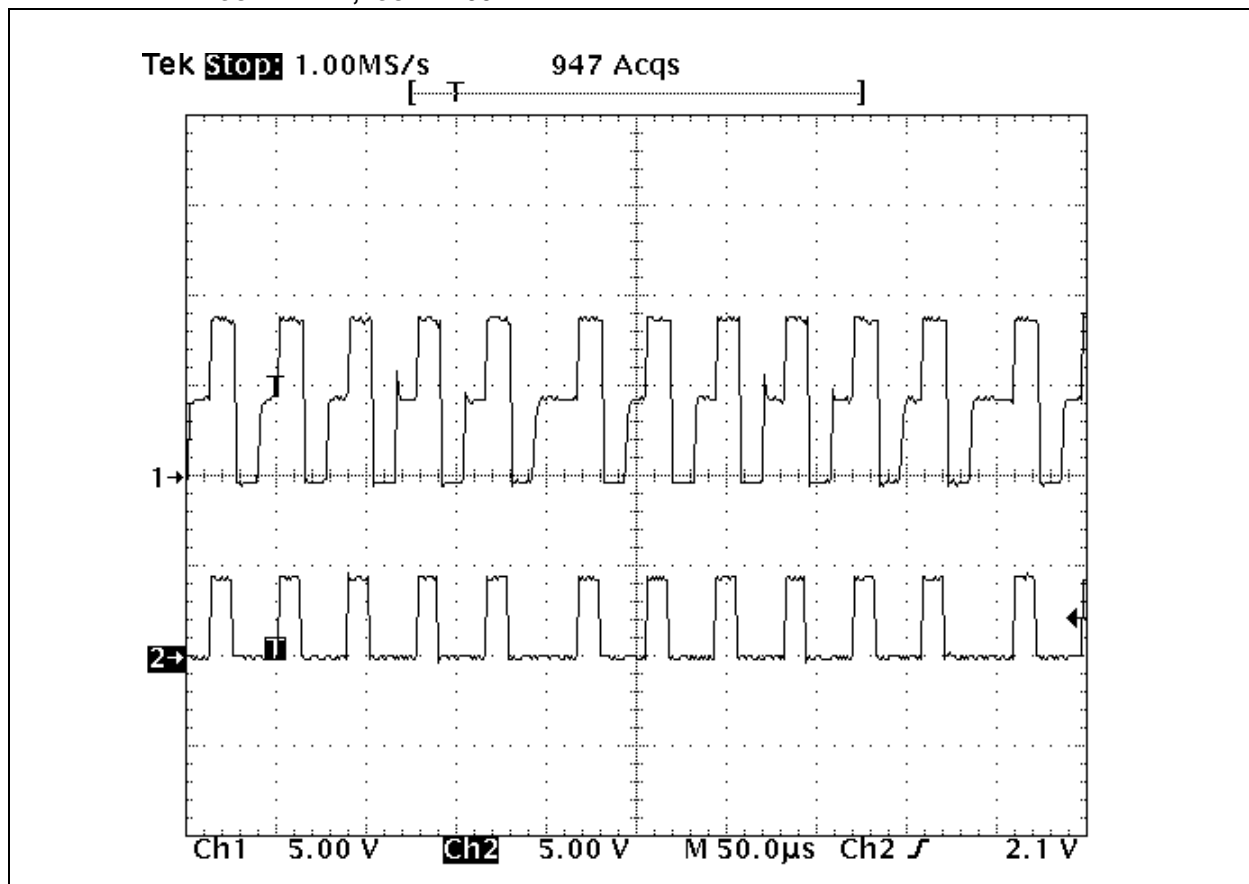 Tek Stop: 1.00MS/s 947 Acqs
[ T ]
T
1→
T
2→
Ch1 5.00 V Ch2 5.00 V M 50.0µs Ch2 ƒ 2.1 V